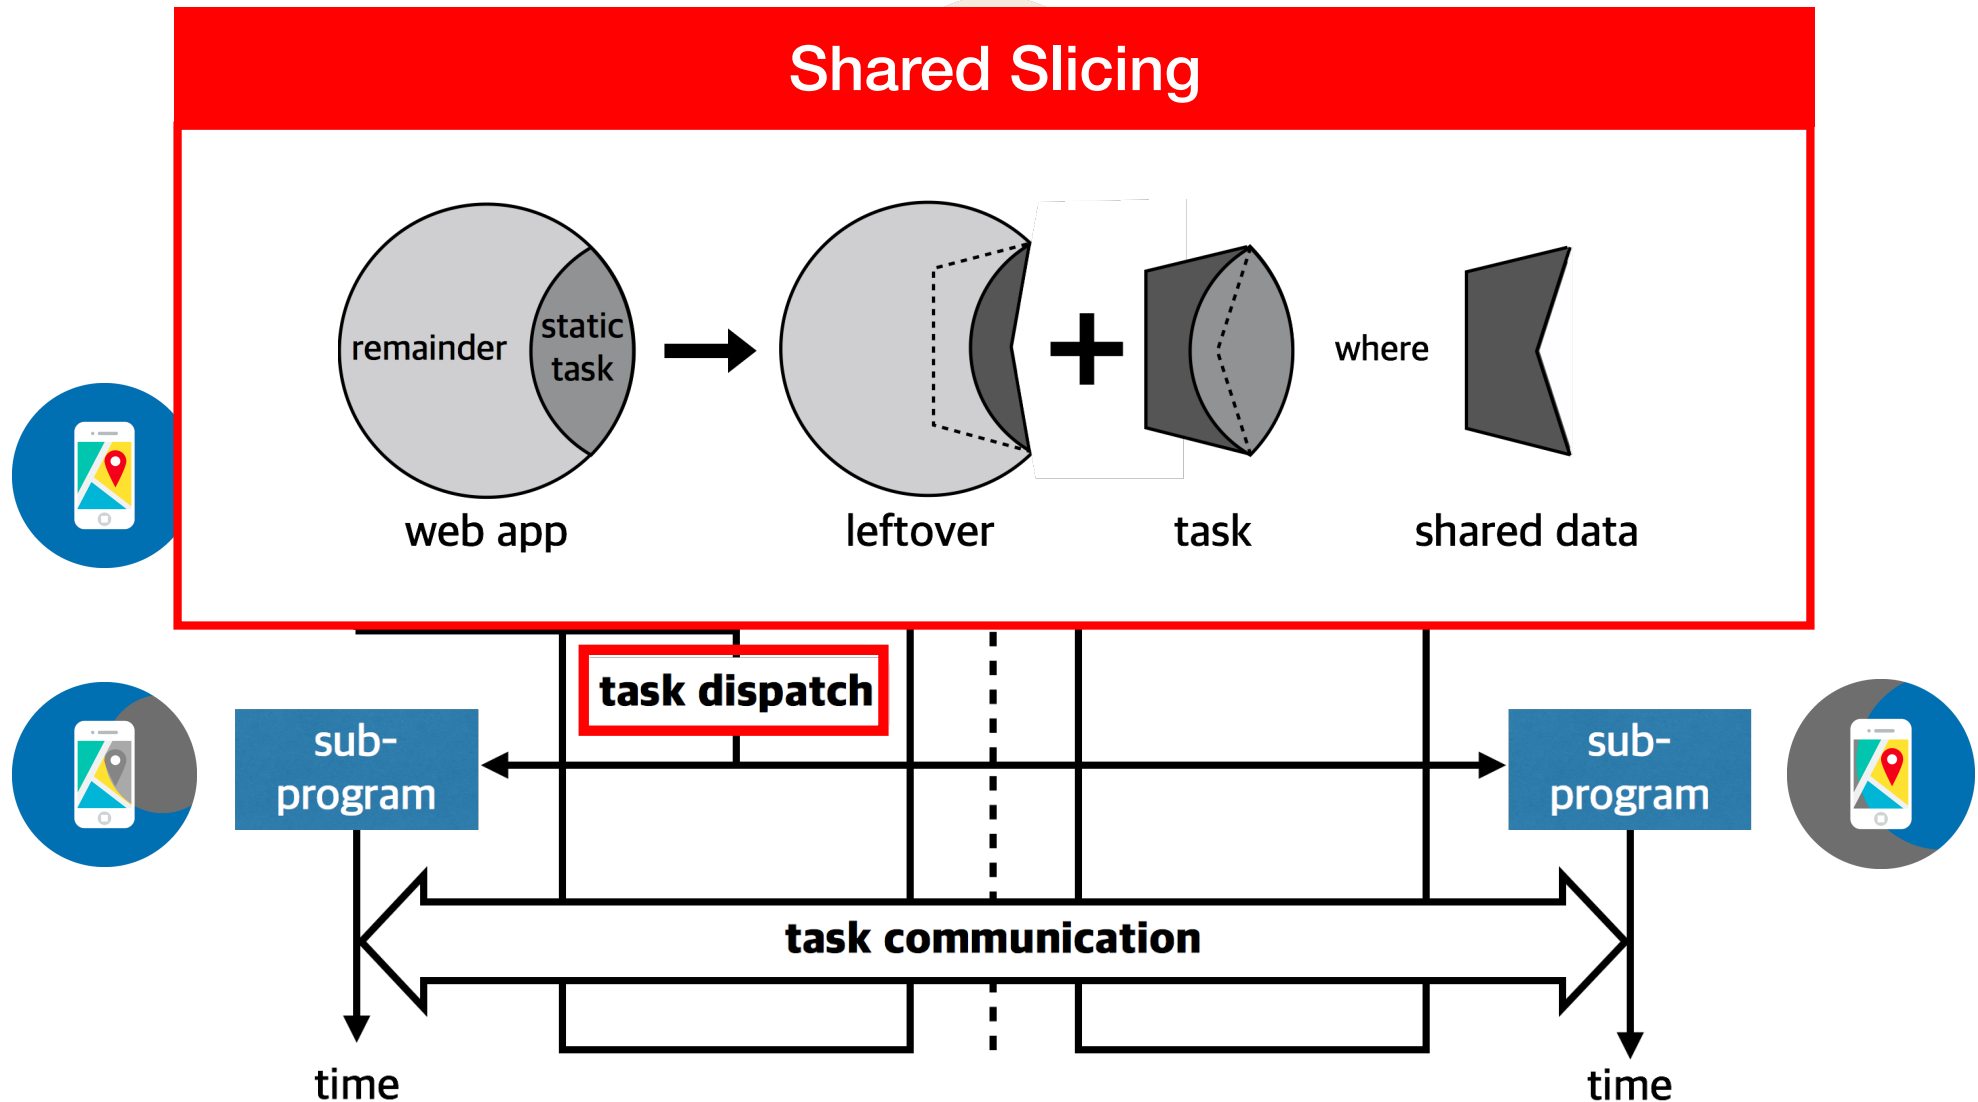 Shared Slicing
remainder
static
task
where
web app
leftover
task
shared data
task dispatch
sub-
program
sub-
program
task communication
time
time